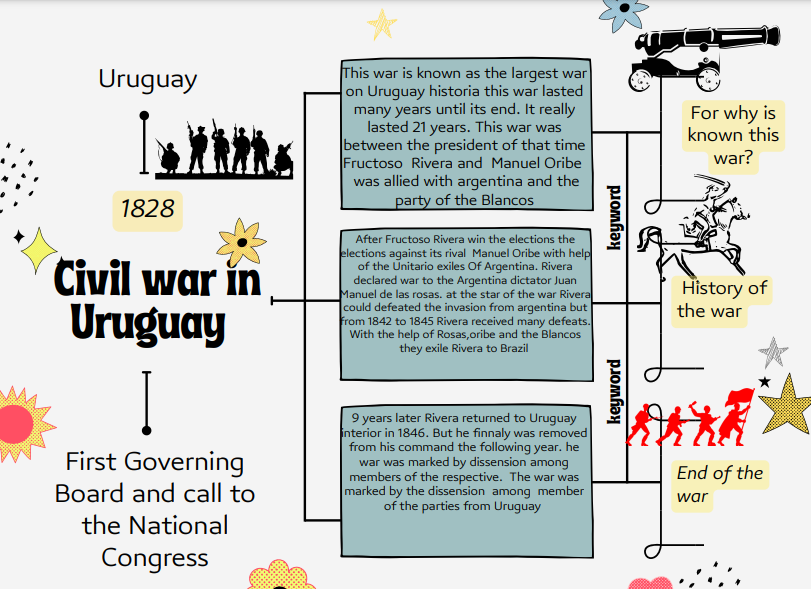 Uruguay
1828
Civil war in
Uruguay
First Governing
Board and call to
the National
Congress
This war is known as the largest war
on Uruguay historia this war lasted
many years until its end. It really
lasted 21 years. This war was
between the president of that time
Fructoso Rivera and Manuel Oribe
was allied with argentina and the
party of the Blancos
After Fructoso Rivera win the elections the
elections against its rival Manuel Oribe with help
of the Unitario exiles Of Argentina. Rivera
declared war to the Argentina dictator Juan
Manuel de las rosas. at the star of the war Rivera
could defeated the invasion from argentina but
from 1842 to 1845 Rivera received many defeats.
With the help of Rosas,oribe and the Blancos
they exile Rivera to Brazil
9 years later Rivera returned to Uruguay
interior in 1846. But he finnaly was removed
from his command the following year. he
war was marked by dissension among
members of the respective. The war was
marked by the dissension among member
of the parties from Uruguay
keyword
keyword
For why is
known this
war?
History of
the war
End of the
war